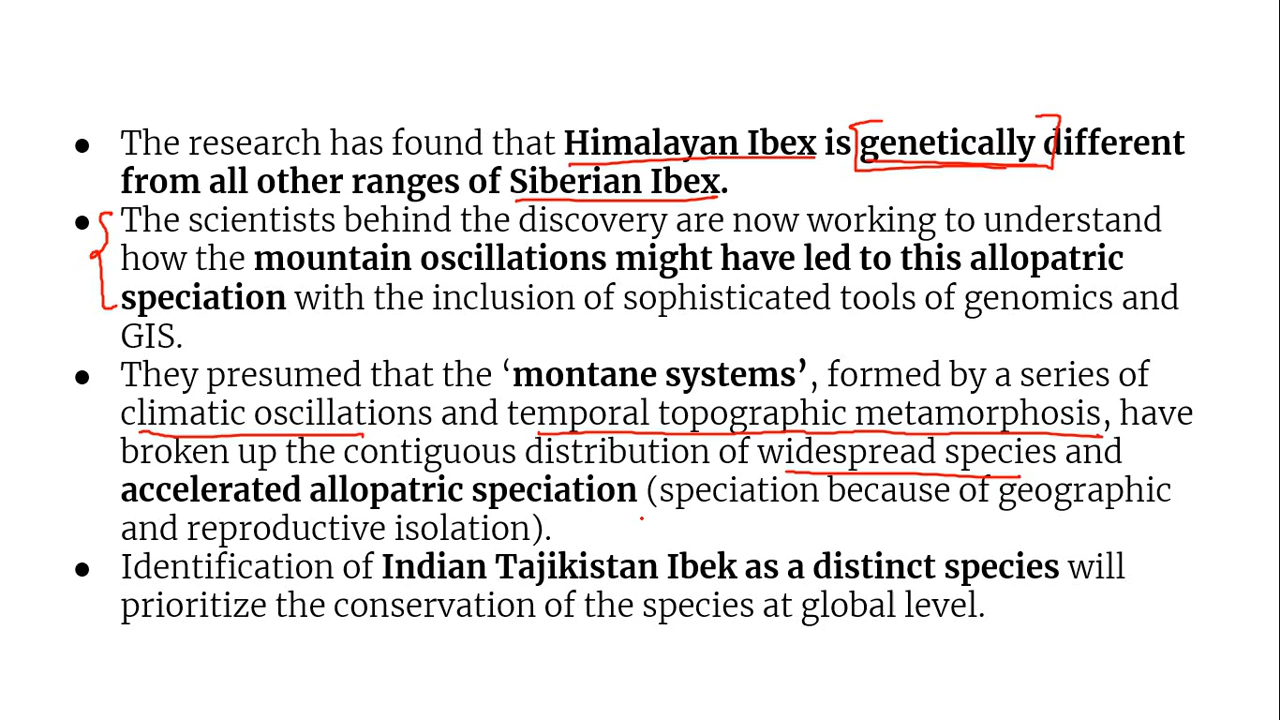 ● The research has found that Himalayan Ibex is genetically different
from all other ranges of Siberian Ibex.
● The scientists behind the discovery are now working to understand
how the mountain oscillations might have led to this allopatric
speciation with the inclusion of sophisticated tools of genomics and
GIS.
● They presumed that the ‘montane systems’, formed by a series of
climatic oscillations and temporal topographic metamorphosis, have
broken up the contiguous distribution of widespread species and
accelerated allopatric speciation (speciation because of geographic
and reproductive isolation).
● Identification of Indian Tajikistan Ibek as a distinct species will
prioritize the conservation of the species at global level.